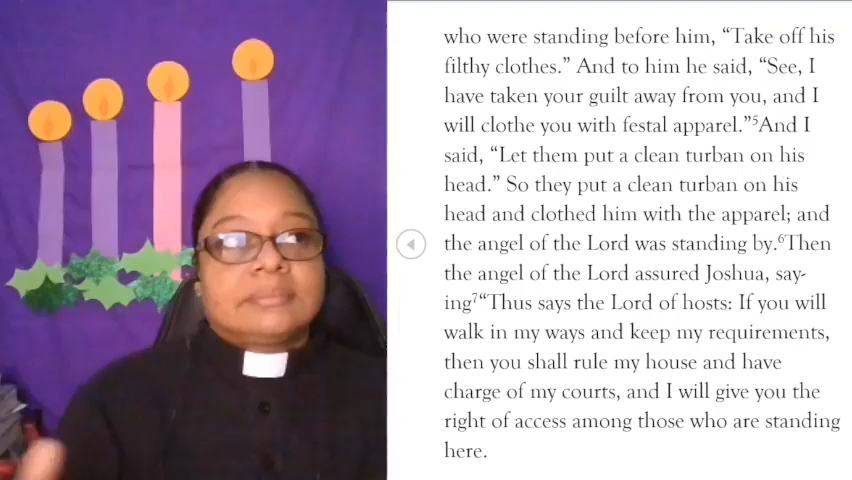 who were standing before him, “Take off his
filthy clothes.” And to him he said, “See, I
have taken your guilt away from you, and I
will clothe you with festal apparel.”⁵And I
said, “Let them put a clean turban on his
head.” So they put a clean turban on his
head and clothed him with the apparel; and
the angel of the Lord was standing by.⁶Then
the angel of the Lord assured Joshua, say-
ing⁷“Thus says the Lord of hosts: If you will
walk in my ways and keep my requirements,
then you shall rule my house and have
charge of my courts, and I will give you the
right of access among those who are standing
here.